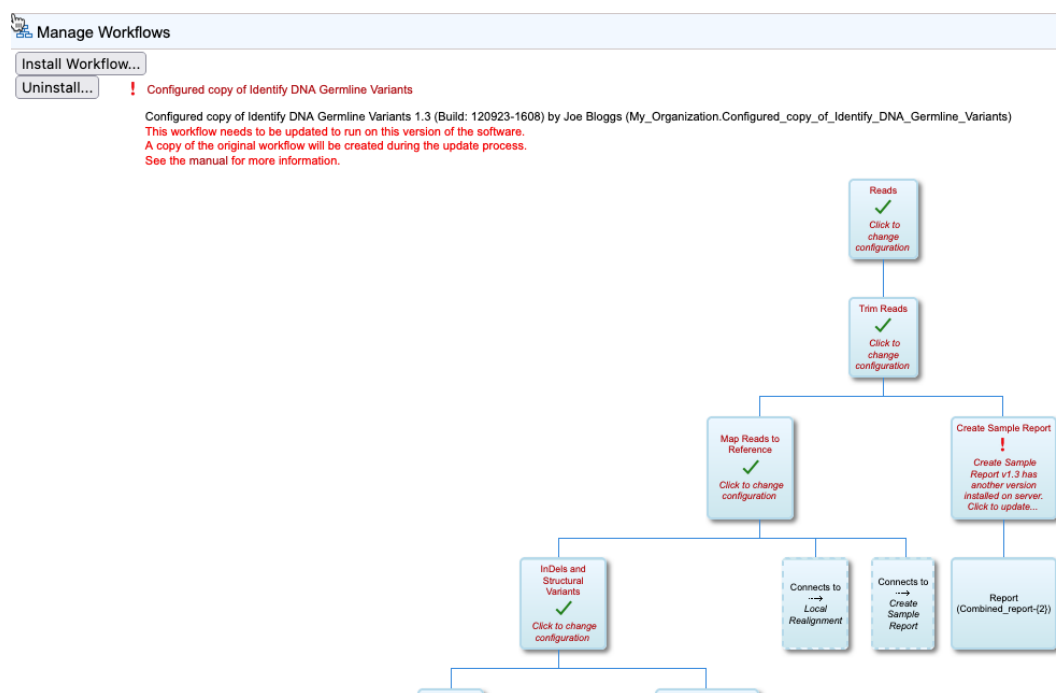 Manage Workflows
Install Workflow...
Uninstall...
! Configured copy of Identify DNA Germline Variants
Configured copy of Identify DNA Germline Variants 1.3 (Build: 120923-1608) by Joe Bloggs (My_Organization.Configured_copy_of_Identify_DNA_Germline_Variants)
This workflow needs to be updated to run on this version of the software.
A copy of the original workflow will be created during the update process.
See the manual for more information.
Reads
Click to
change
configuration
Trim Reads
Click to
change
configuration
Map Reads to
Reference
Click to change
configuration
Create Sample Report
!
Create Sample
Report v1.3 has
another version
installed on server.
Click to update...
InDels and
Structural
Variants
Click to change
configuration
Connects to
Local
Realignment
Connects to
Create
Sample
Report
Report
(Combined_report-{2})